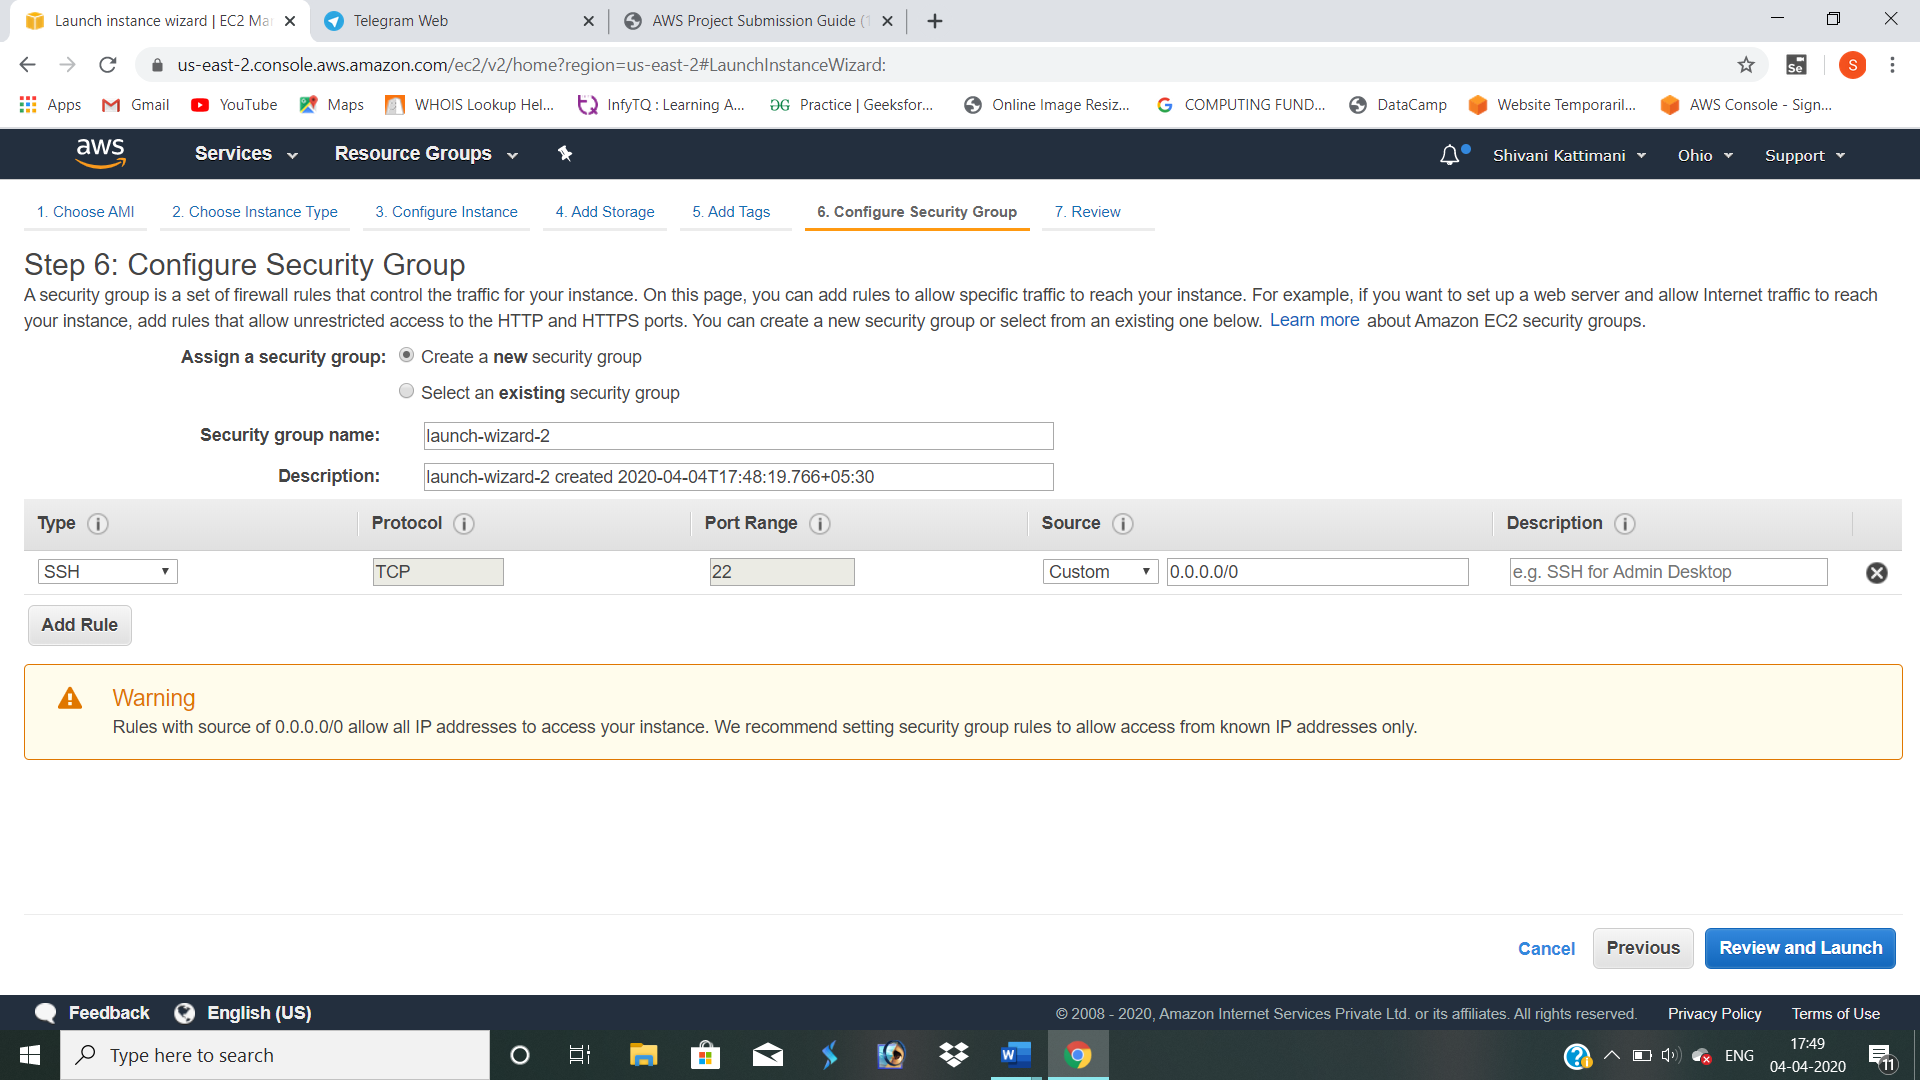 Launch instance wizard | EC2 Mar
Telegram Web
AWS Project Submission Guide (1
us-east-2.console.aws.amazon.com/ec2/v2/home?region=us-east-2#LaunchInstanceWizard:
Se
S
Apps
Gmail
YouTube
Maps
WHOIS Lookup Hel...
InfyTQ : Learning A...
Practice | Geeksfor...
Online Image Resiz...
COMPUTING FUND...
DataCamp
Website Temporaril...
AWS Console - Sign...
aws
Services
Resource Groups
Shivani Kattimani
Ohio
Support
1. Choose AMI
2. Choose Instance Type
3. Configure Instance
4. Add Storage
5. Add Tags
6. Configure Security Group
7. Review
Step 6: Configure Security Group
A security group is a set of firewall rules that control the traffic for your instance. On this page, you can add rules to allow specific traffic to reach your instance. For example, if you want to set up a web server and allow Internet traffic to reach
your instance, add rules that allow unrestricted access to the HTTP and HTTPS ports. You can create a new security group or select from an existing one below. Learn more about Amazon EC2 security groups.
Assign a security group:
Create a new security group
Select an existing security group
Security group name:
launch-wizard-2
Description:
launch-wizard-2 created 2020-04-04T17:48:19.766+05:30
Type
Protocol
Port Range
Source
Description
SSH
TCP
22
Custom
0.0.0.0/0
e.g. SSH for Admin Desktop
Add Rule
Warning
Rules with source of 0.0.0.0/0 allow all IP addresses to access your instance. We recommend setting security group rules to allow access from known IP addresses only.
Cancel
Previous
Review and Launch
Feedback
English (US)
© 2008 - 2020, Amazon Internet Services Private Ltd. or its affiliates. All rights reserved.
Privacy Policy
Terms of Use
Type here to search
ENG
17:49
04-04-2020
11